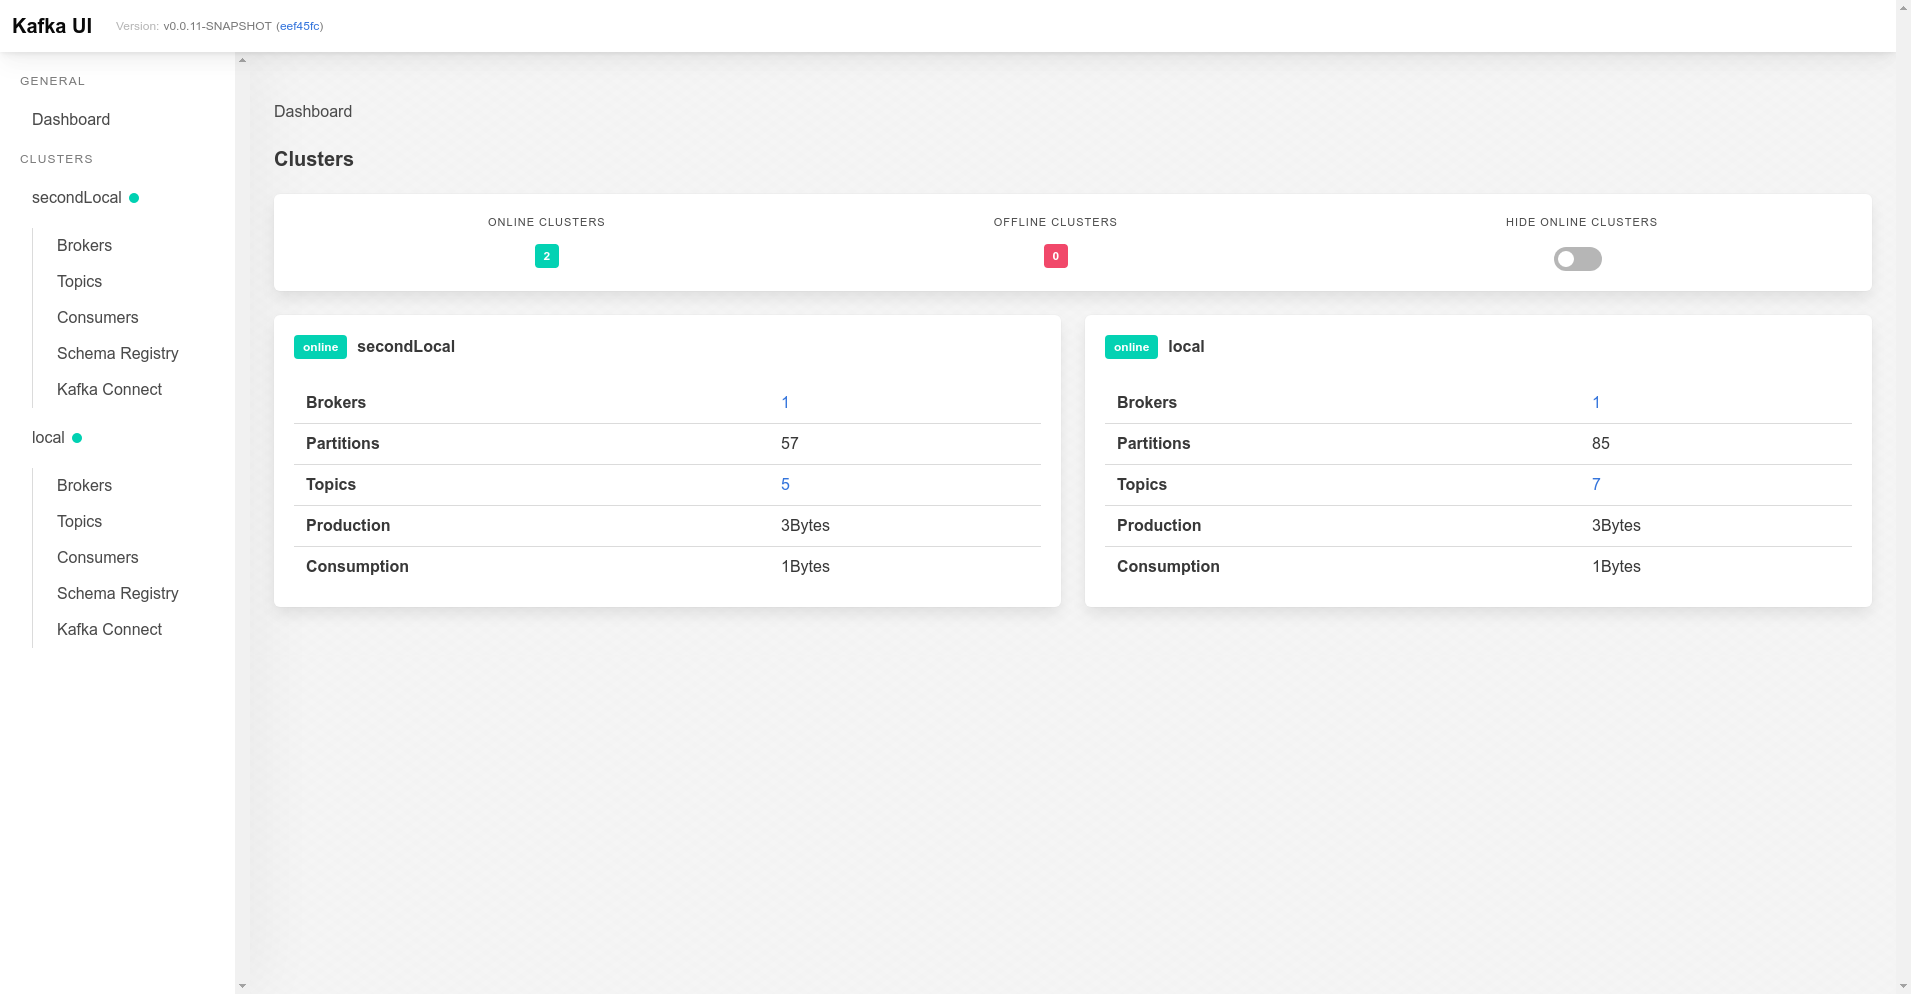 Kafka UI
Version: v0.0.11-SNAPSHOT (eef45fc)
GENERAL
Dashboard
CLUSTERS
secondLocal
Brokers
Topics
Consumers
Schema Registry
Kafka Connect
local
Brokers
Topics
Consumers
Schema Registry
Kafka Connect
Dashboard
Clusters
ONLINE CLUSTERS
2
OFFLINE CLUSTERS
0
HIDE ONLINE CLUSTERS
online secondLocal
Brokers 1
Partitions 57
Topics 5
Production 3Bytes
Consumption 1Bytes
online local
Brokers 1
Partitions 85
Topics 7
Production 3Bytes
Consumption 1Bytes